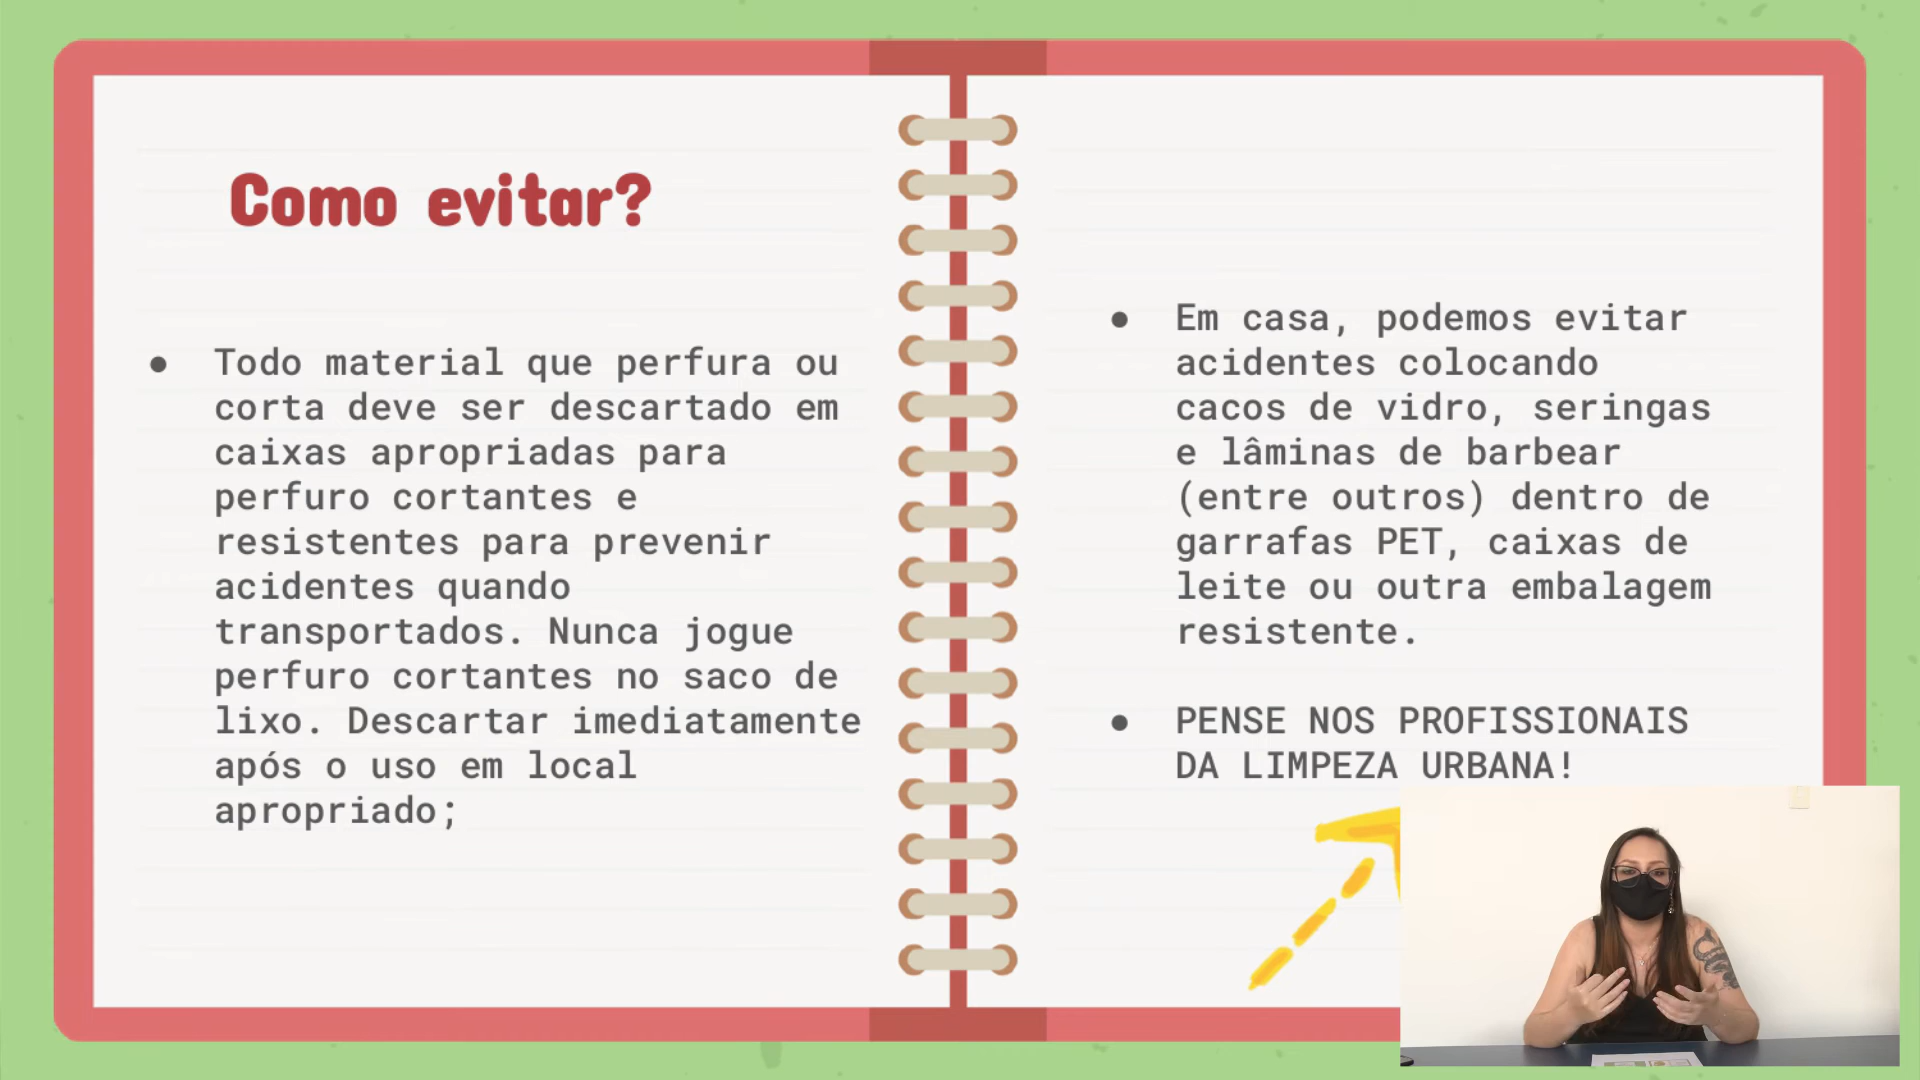 Como evitar?
● Todo material que perfura ou
corta deve ser descartado em
caixas apropriadas para
perfuro cortantes e
resistentes para prevenir
acidentes quando
transportados. Nunca jogue
perfuro cortantes no saco de
lixo. Descartar imediatamente
após o uso em local
apropriado;
● Em casa, podemos evitar
acidentes colocando
cacos de vidro, seringas
e lâminas de barbear
(entre outros) dentro de
garrafas PET, caixas de
leite ou outra embalagem
resistente.
● PENSE NOS PROFISSIONAIS
DA LIMPEZA URBANA!